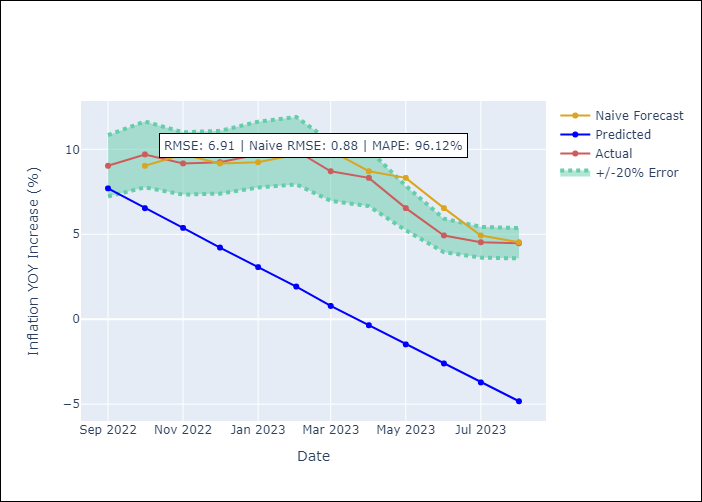 RMSE: 6.91 | Naive RMSE: 0.88 | MAPE: 96.12%
Naive Forecast
Predicted
Actual
+/-20% Error
Inflation YOY Increase (%)
10
5
0
−5
Sep 2022
Nov 2022
Jan 2023
Mar 2023
May 2023
Jul 2023
Date